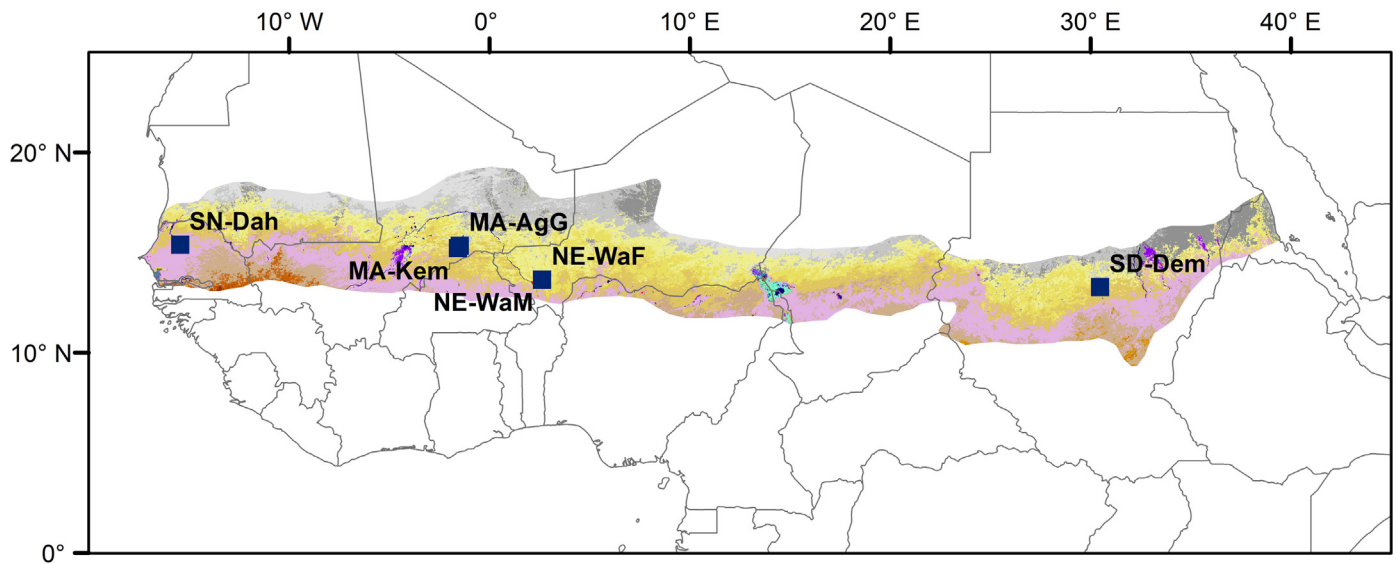 10° W 0° 10° E 20° E 30° E 40° E
20° N
SN-Dah MA-AgG
MA-Kem NE-WaF SD-Dem
NE-WaM
10° N
0°